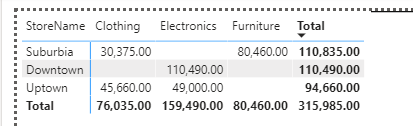 StoreName Clothing Electronics Furniture Total
Suburbia 30,375.00 80,460.00 110,835.00
Downtown 110,490.00 110,490.00
Uptown 45,660.00 49,000.00 94,660.00
Total 76,035.00 159,490.00 80,460.00 315,985.00